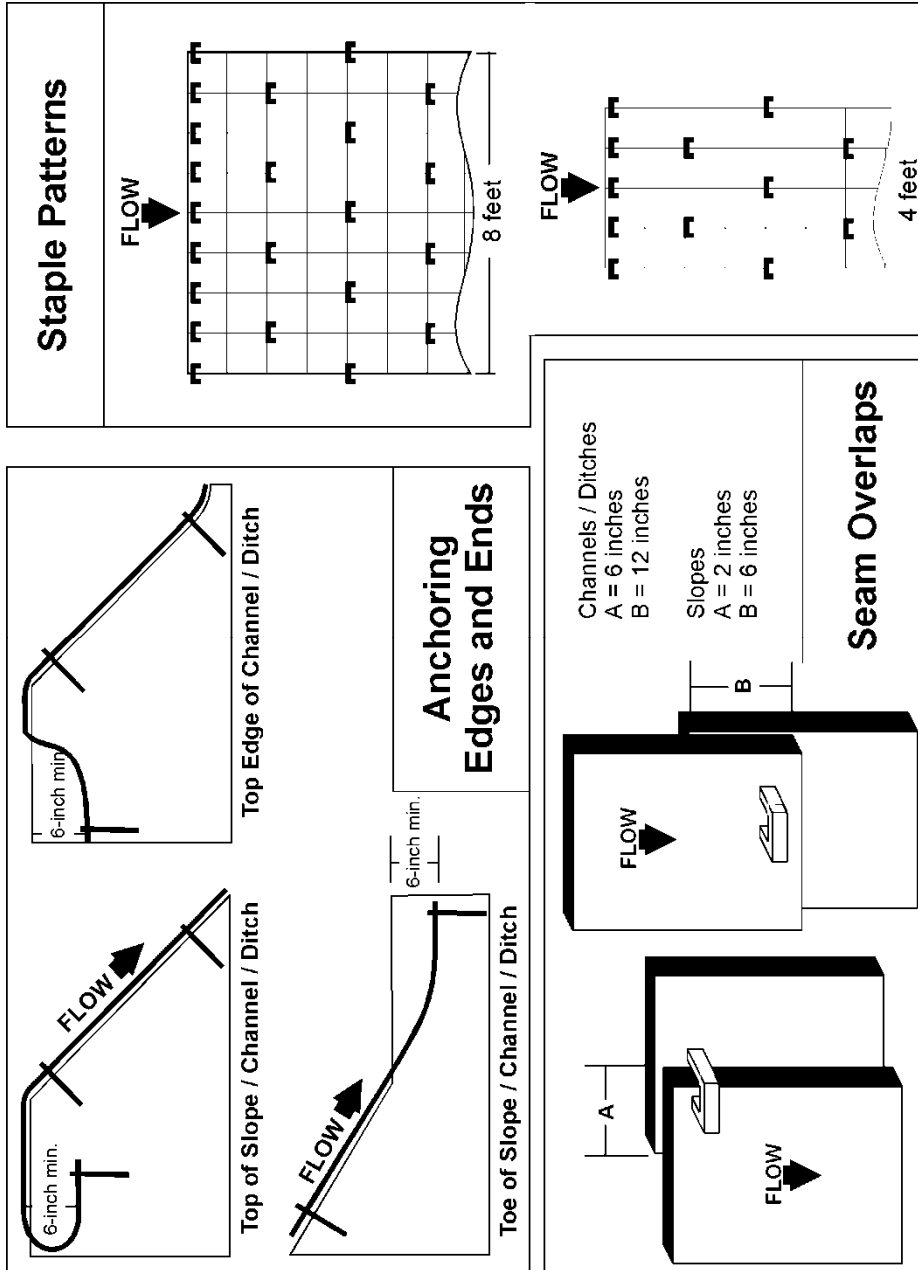 Staple Patterns
FLOW
8 feet
FLOW
4 feet
6-inch min.
FLOW
Top of Slope / Channel / Ditch
6-inch min.
Top Edge of Channel / Ditch
FLOW
6-inch min.
Toe of Slope / Channel / Ditch
Anchoring
Edges and Ends
A
FLOW
FLOW
B
Channels / Ditches
A = 6 inches
B = 12 inches
Slopes
A = 2 inches
B = 6 inches
Seam Overlaps